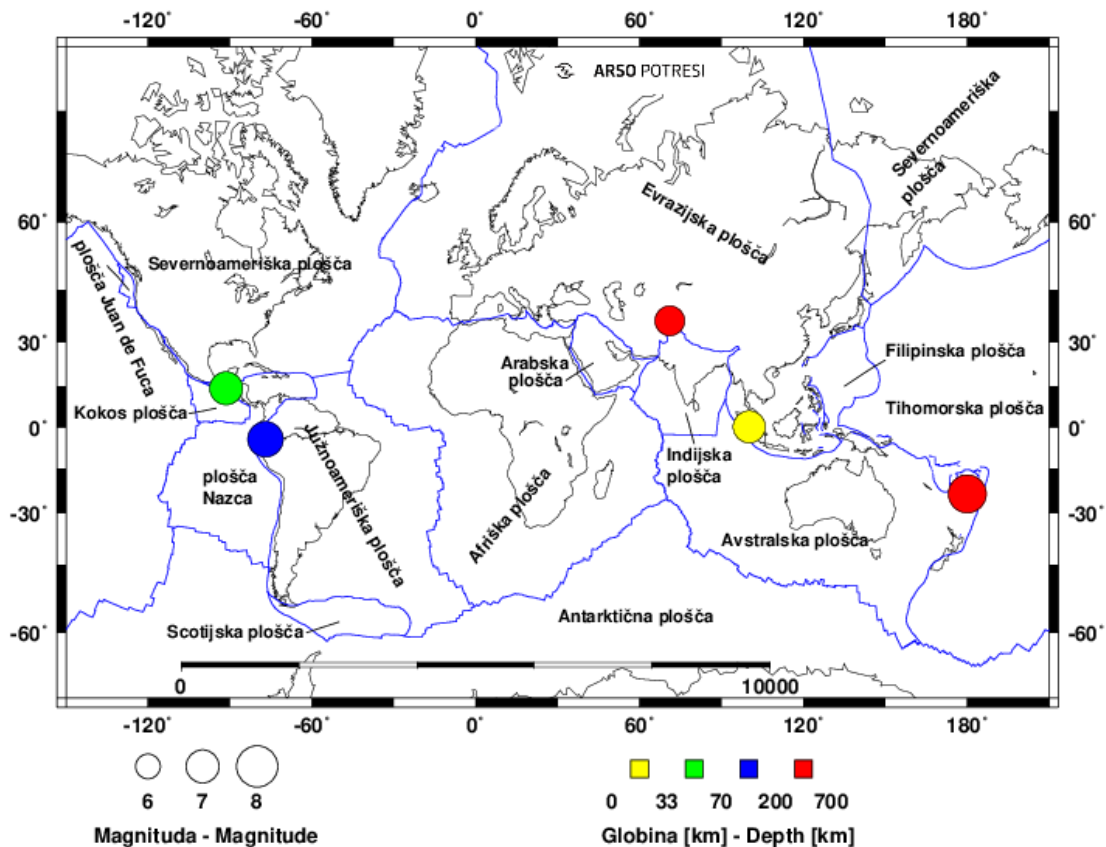 -120° -60° 0° 60° 120° 180°
ARSO POTRESI
Severnoameriška
plošča
Evrazijska plošča
60° 60°
plošča Juan de Fuca
Severnoameriška plošča
30° 30°
Filipinska plošča
Arabska
plošča
Kokos plošča
Tihomorska plošča
0° 0°
Indijska
plošča
Južnoameriška plošča
plošča
Nazca
Afriška plošča
-30° -30°
Avstralska plošča
Antarktična plošča
Scotijska plošča
-60° -60°
0 10000
-120° -60° 0° 60° 120° 180°
6 7 8
0 33 70 200 700
Magnituda - Magnitude
Globina [km] - Depth [km]